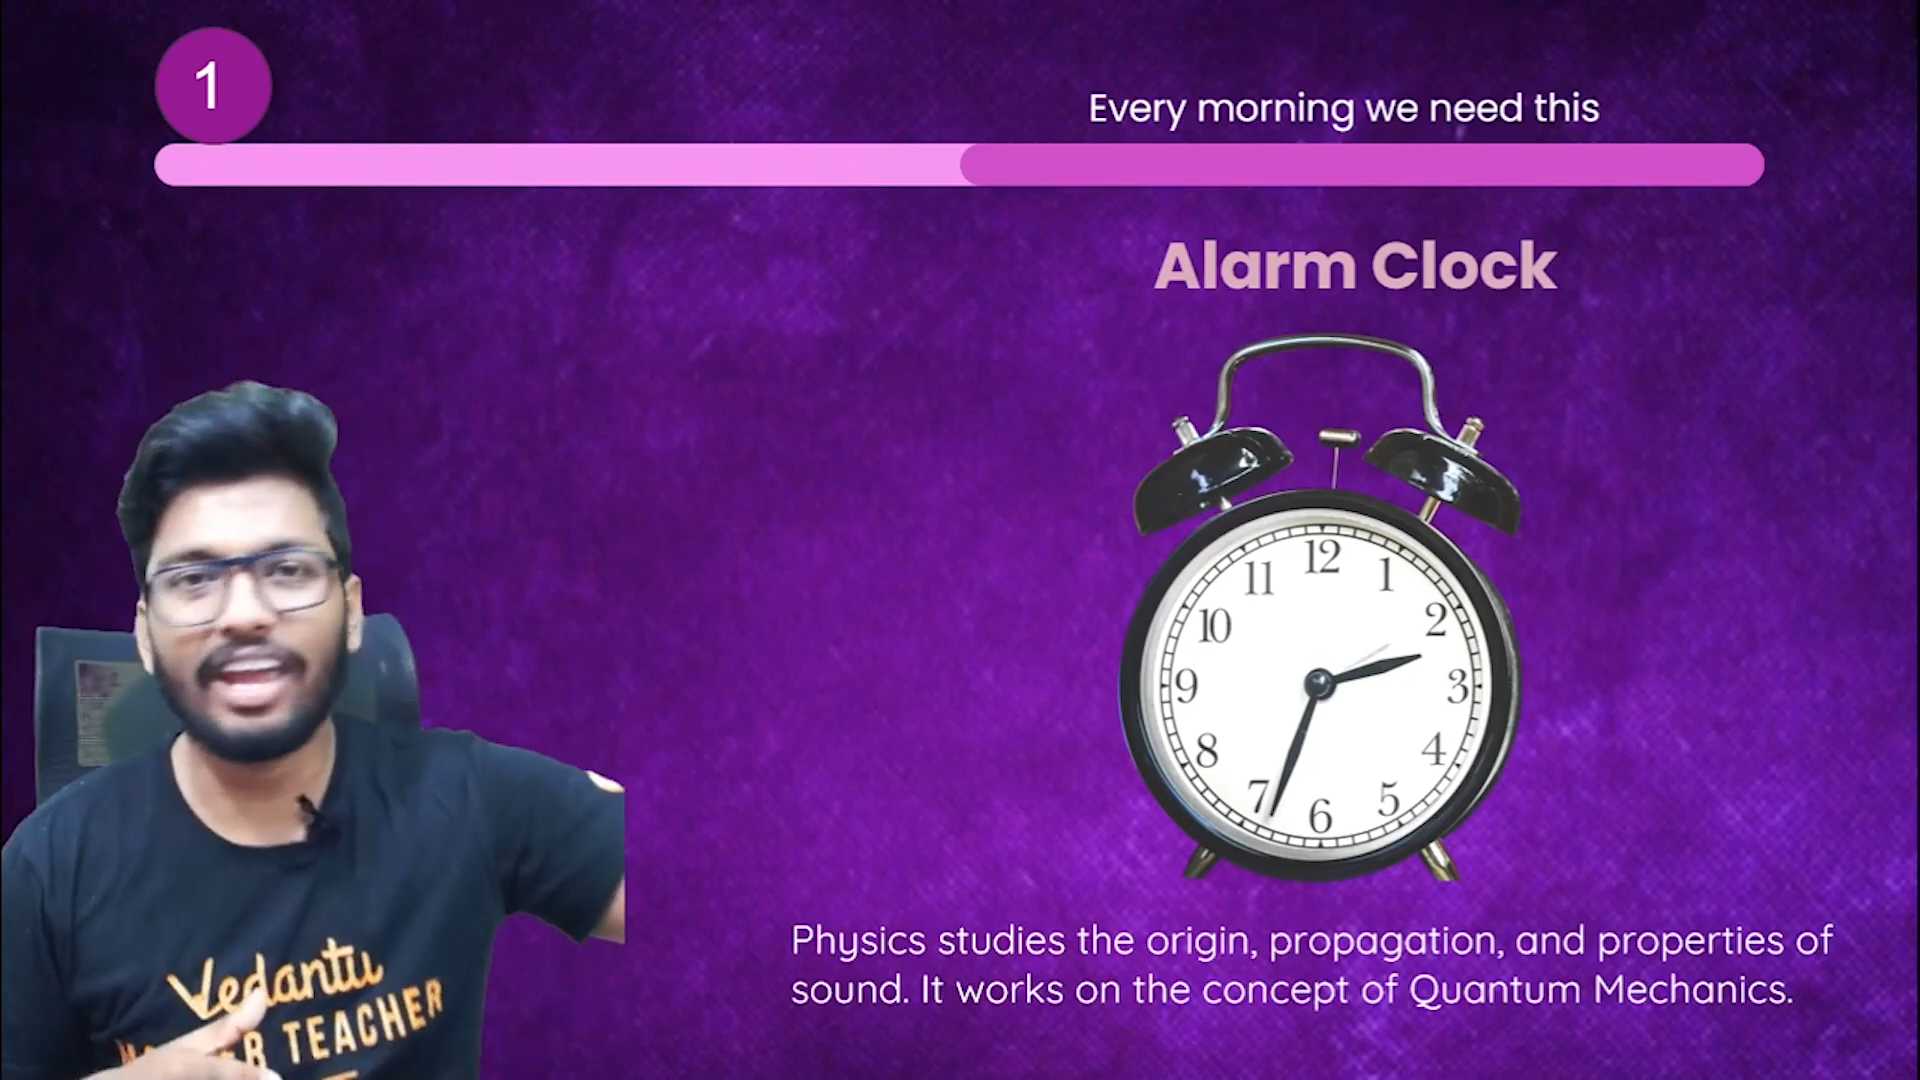 1
Every morning we need this
Alarm Clock
12
11
1
10
2
9
3
8
4
7
5
6
Physics studies the origin, propagation, and properties of
sound. It works on the concept of Quantum Mechanics.
Vedantu
TEACHER